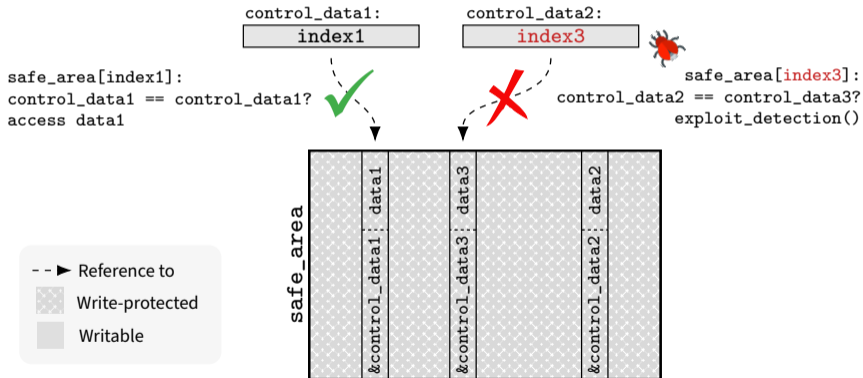 control_data1:
control_data2:
index1
index3
safe_area[index1]:
control_data1 == control_data1?
access data1
safe_area[index3]:
control_data2 == control_data3?
exploit_detection()
safe_area
&control_data1 data1
&control_data3 data3
&control_data2 data2
Reference to
Write-protected
Writable